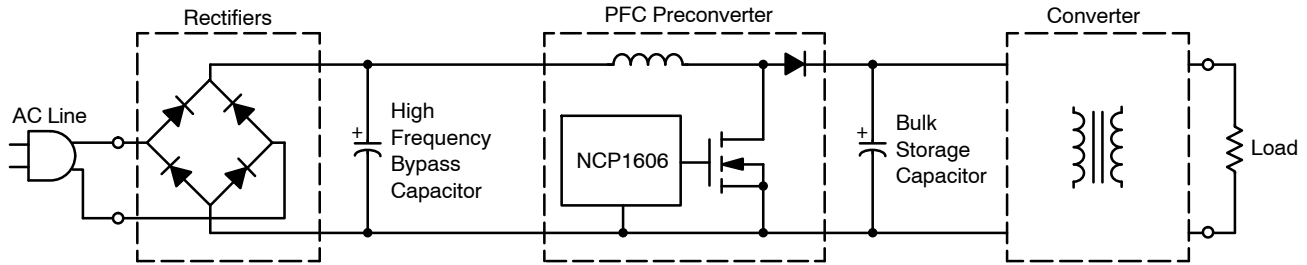 Rectifiers
PFC Preconverter
Converter
AC Line
+
High
Frequency
Bypass
Capacitor
NCP1606
+
Bulk
Storage
Capacitor
Load